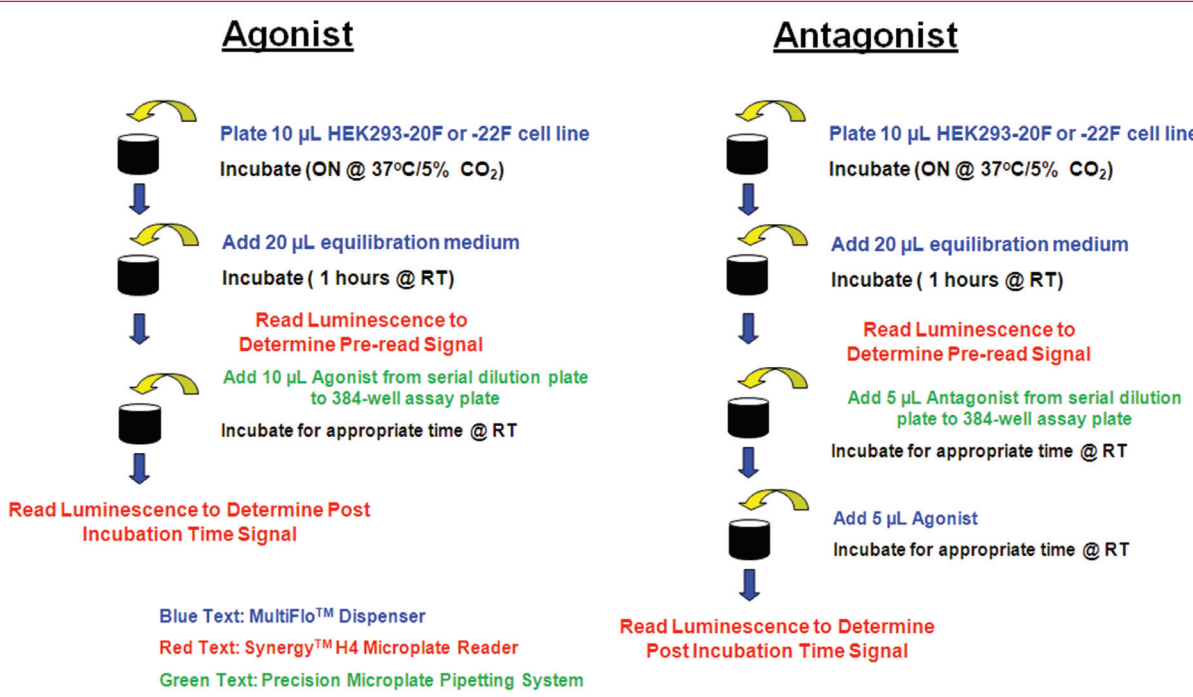 Agonist
Plate 10 µL HEK293-20F or -22F cell line
Incubate (ON @ 37°C/5% CO₂)
Add 20 µL equilibration medium
Incubate ( 1 hours @ RT)
Read Luminescence to
Determine Pre-read Signal
Add 10 µL Agonist from serial dilution plate
to 384-well assay plate
Incubate for appropriate time @ RT
Read Luminescence to Determine Post
Incubation Time Signal
Antagonist
Plate 10 µL HEK293-20F or -22F cell line
Incubate (ON @ 37°C/5% CO₂)
Add 20 µL equilibration medium
Incubate ( 1 hours @ RT)
Read Luminescence to
Determine Pre-read Signal
Add 5 µL Antagonist from serial dilution
plate to 384-well assay plate
Incubate for appropriate time @ RT
Add 5 µL Agonist
Incubate for appropriate time @ RT
Read Luminescence to Determine
Post Incubation Time Signal
Blue Text: MultiFlo™ Dispenser
Red Text: Synergy™ H4 Microplate Reader
Green Text: Precision Microplate Pipetting System